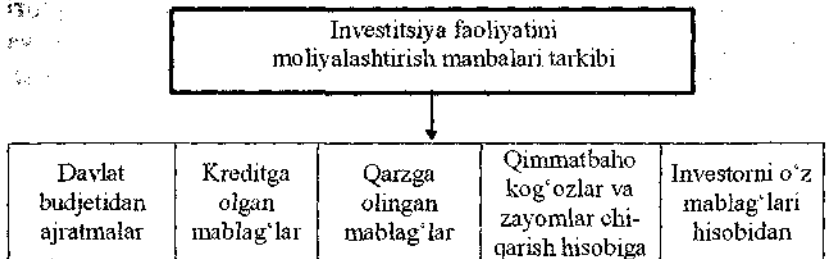 Investitsiya faoliyatini
moliyalashtirish manbalari tarkibi
Davlat
budjetidan
ajratmalar
Kreditga
olgan
mablag‘lar
Qarzga
olingan
mablag‘lar
Qimmatbaho
kog‘ozlar va
zayomlar chi-
qarish hisobiga
Investorni o‘z
mablag‘lari
hisobidan